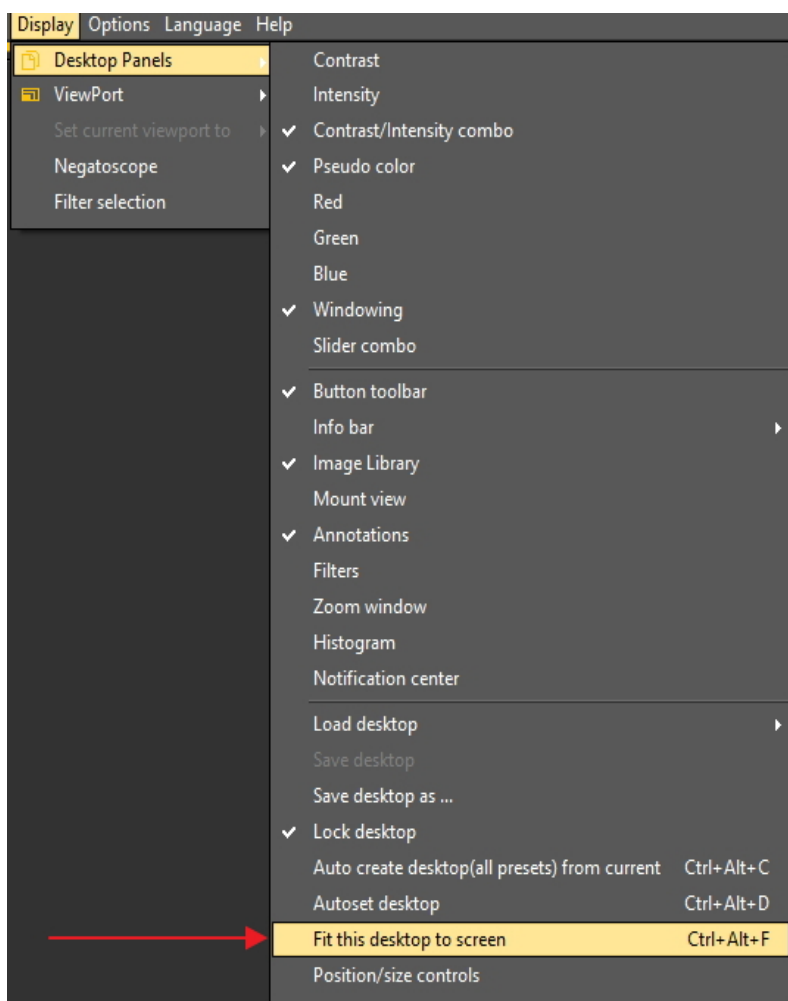 Display Options Language Help
Desktop Panels
ViewPort
Set current viewport to
Negatoscope
Filter selection
Contrast
Intensity
Contrast/Intensity combo
Pseudo color
Red
Green
Blue
Windowing
Slider combo
Button toolbar
Info bar
Image Library
Mount view
Annotations
Filters
Zoom window
Histogram
Notification center
Load desktop
Save desktop
Save desktop as ...
Lock desktop
Auto create desktop(all presets) from current Ctrl+Alt+C
Autoset desktop Ctrl+Alt+D
Fit this desktop to screen Ctrl+Alt+F
Position/size controls